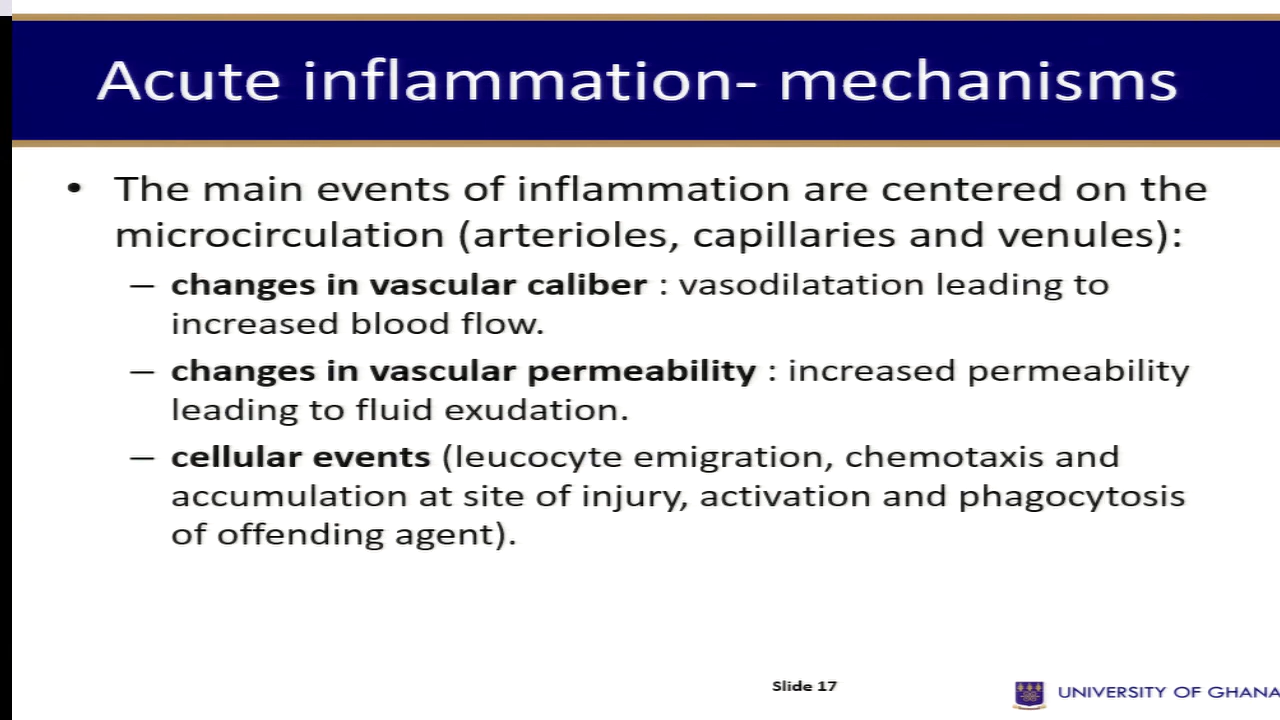 Acute inflammation- mechanisms
• The main events of inflammation are centered on the
microcirculation (arterioles, capillaries and venules):
– changes in vascular caliber : vasodilatation leading to
increased blood flow.
– changes in vascular permeability : increased permeability
leading to fluid exudation.
– cellular events (leucocyte emigration, chemotaxis and
accumulation at site of injury, activation and phagocytosis
of offending agent).
Slide 17
UNIVERSITY OF GHANA